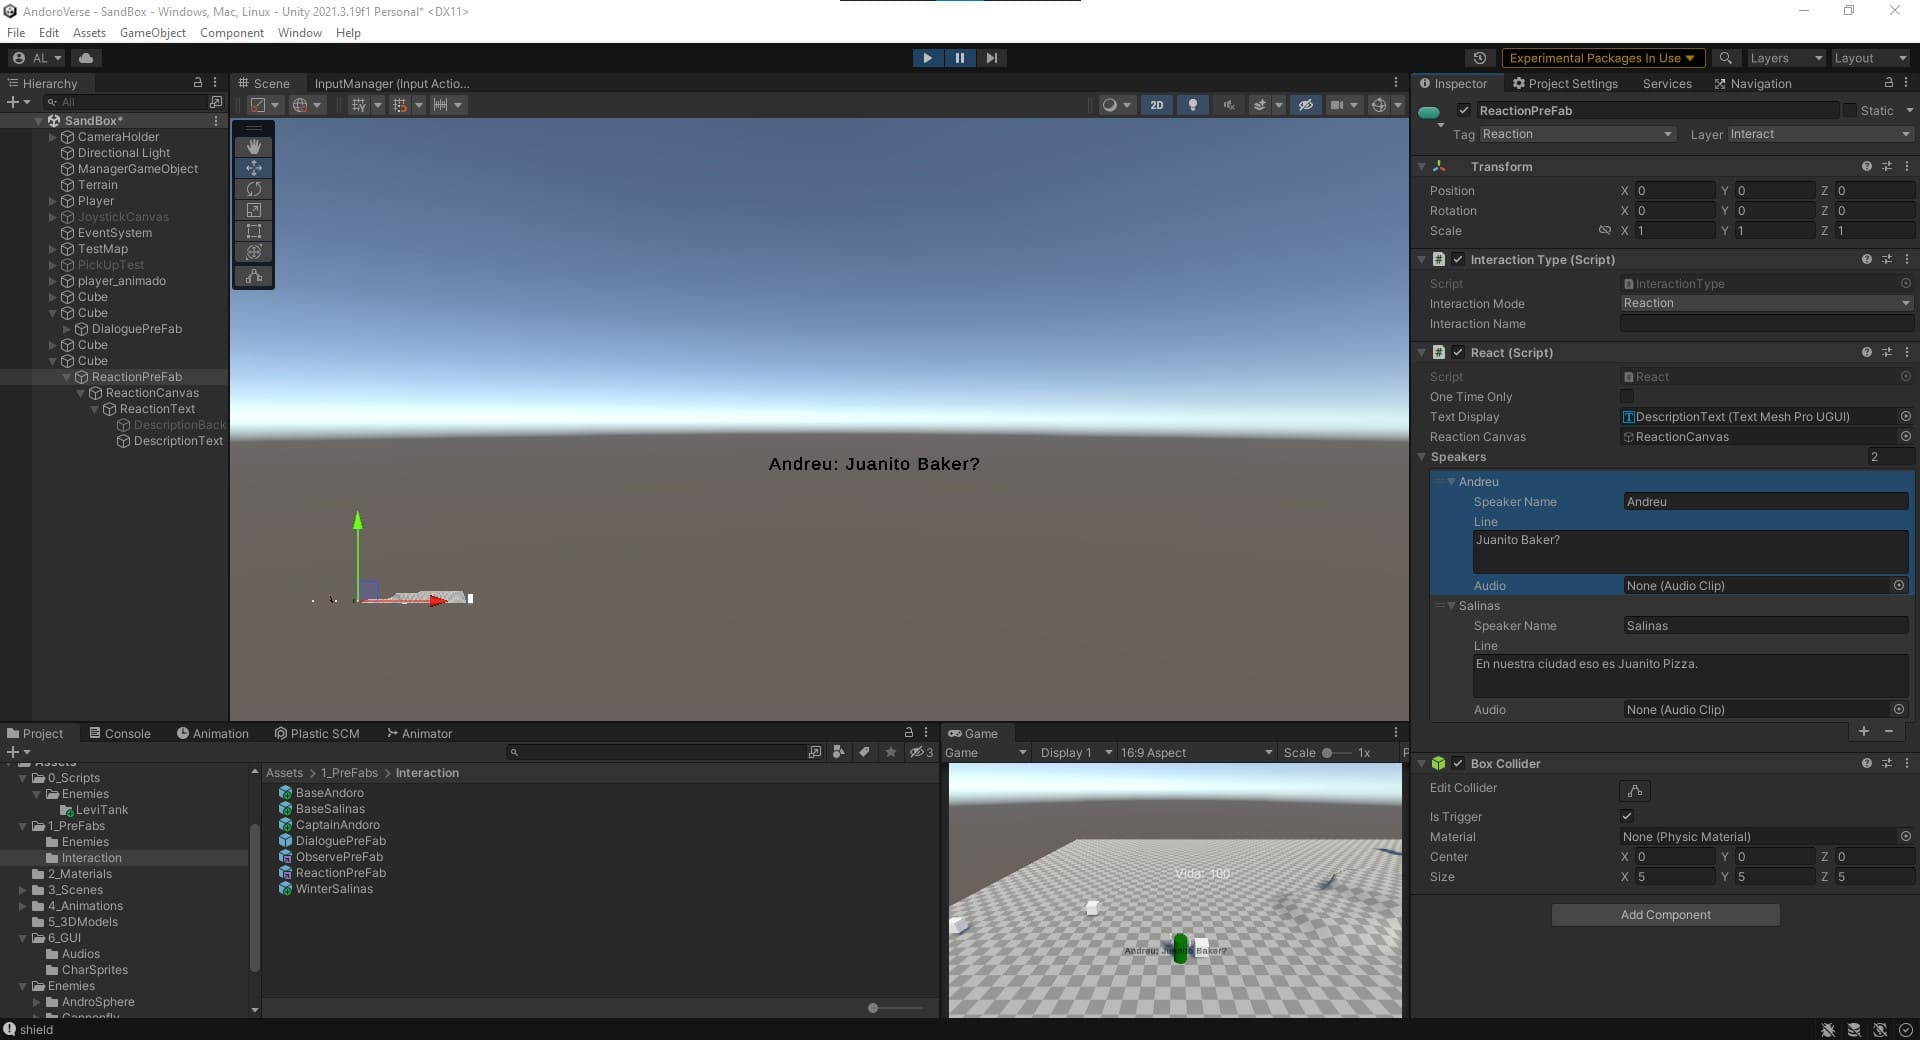 AndoroVerse - SandBox - Windows, Mac, Linux - Unity 2021.3.19f1 Personal* <DX11>
File Edit Assets GameObject Component Window Help
AL
Experimental Packages In Use
Layers
Layout
Hierarchy
All
SandBox*
CameraHolder
Directional Light
ManagerGameObject
Terrain
Player
JoystickCanvas
EventSystem
TestMap
PickUpTest
player_animado
Cube
Cube
DialoguePreFab
Cube
Cube
ReactionPreFab
ReactionCanvas
ReactionText
DescriptionBack
DescriptionText
Scene
InputManager (Input Actio...
2D
Andreu: Juanito Baker?
Inspector
Project Settings
Services
Navigation
ReactionPreFab
Static
Tag Reaction
Layer Interact
Transform
Position X 0 Y 0 Z 0
Rotation X 0 Y 0 Z 0
Scale X 1 Y 1 Z 1
Interaction Type (Script)
Script InteractionType
Interaction Mode Reaction
Interaction Name
React (Script)
Script React
One Time Only
Text Display DescriptionText (Text Mesh Pro UGUI)
Reaction Canvas ReactionCanvas
Speakers 2
Andreu
Speaker Name Andreu
Line
Juanito Baker?
Audio None (Audio Clip)
Salinas
Speaker Name Salinas
Line
En nuestra ciudad eso es Juanito Pizza.
Audio None (Audio Clip)
Box Collider
Edit Collider
Is Trigger
Material None (Physic Material)
Center X 0 Y 0 Z 0
Size X 5 Y 5 Z 5
Add Component
Project
Console
Animation
Plastic SCM
Animator
3
Assets
0_Scripts
Enemies
LeviTank
1_PreFabs
Enemies
Interaction
2_Materials
3_Scenes
4_Animations
5_3DModels
6_GUI
Audios
CharSprites
Enemies
AndroSphere
Cannonfly
Assets > 1_PreFabs > Interaction
BaseAndoro
BaseSalinas
CaptainAndoro
DialoguePreFab
ObservePreFab
ReactionPreFab
WinterSalinas
Game
Game Display 1 16:9 Aspect Scale 1x P
Vida: 100
Andreu: Juanito Baker?
shield